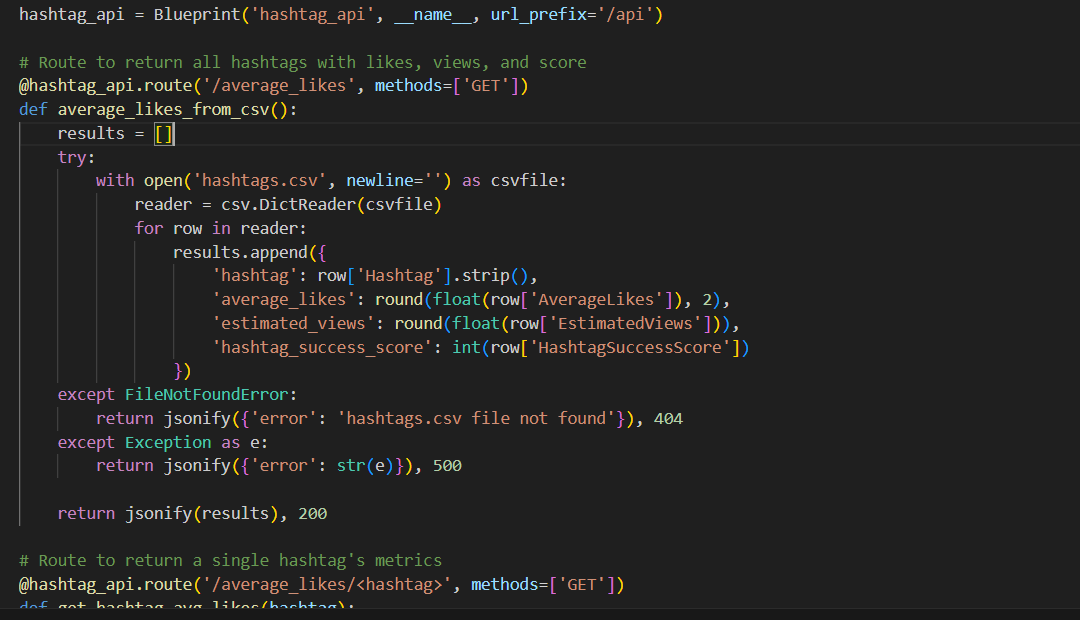 hashtag_api = Blueprint('hashtag_api', __name__, url_prefix='/api')
# Route to return all hashtags with likes, views, and score
@hashtag_api.route('/average_likes', methods=['GET'])
def average_likes_from_csv():
    results = []
    try:
        with open('hashtags.csv', newline='') as csvfile:
            reader = csv.DictReader(csvfile)
            for row in reader:
                results.append({
                    'hashtag': row['Hashtag'].strip(),
                    'average_likes': round(float(row['AverageLikes']), 2),
                    'estimated_views': round(float(row['EstimatedViews'])),
                    'hashtag_success_score': int(row['HashtagSuccessScore'])
                })
    except FileNotFoundError:
        return jsonify({'error': 'hashtags.csv file not found'}), 404
    except Exception as e:
        return jsonify({'error': str(e)}), 500
    return jsonify(results), 200
# Route to return a single hashtag's metrics
@hashtag_api.route('/average_likes/<hashtag>', methods=['GET'])
def get_hashtag_avg_likes(hashtag):